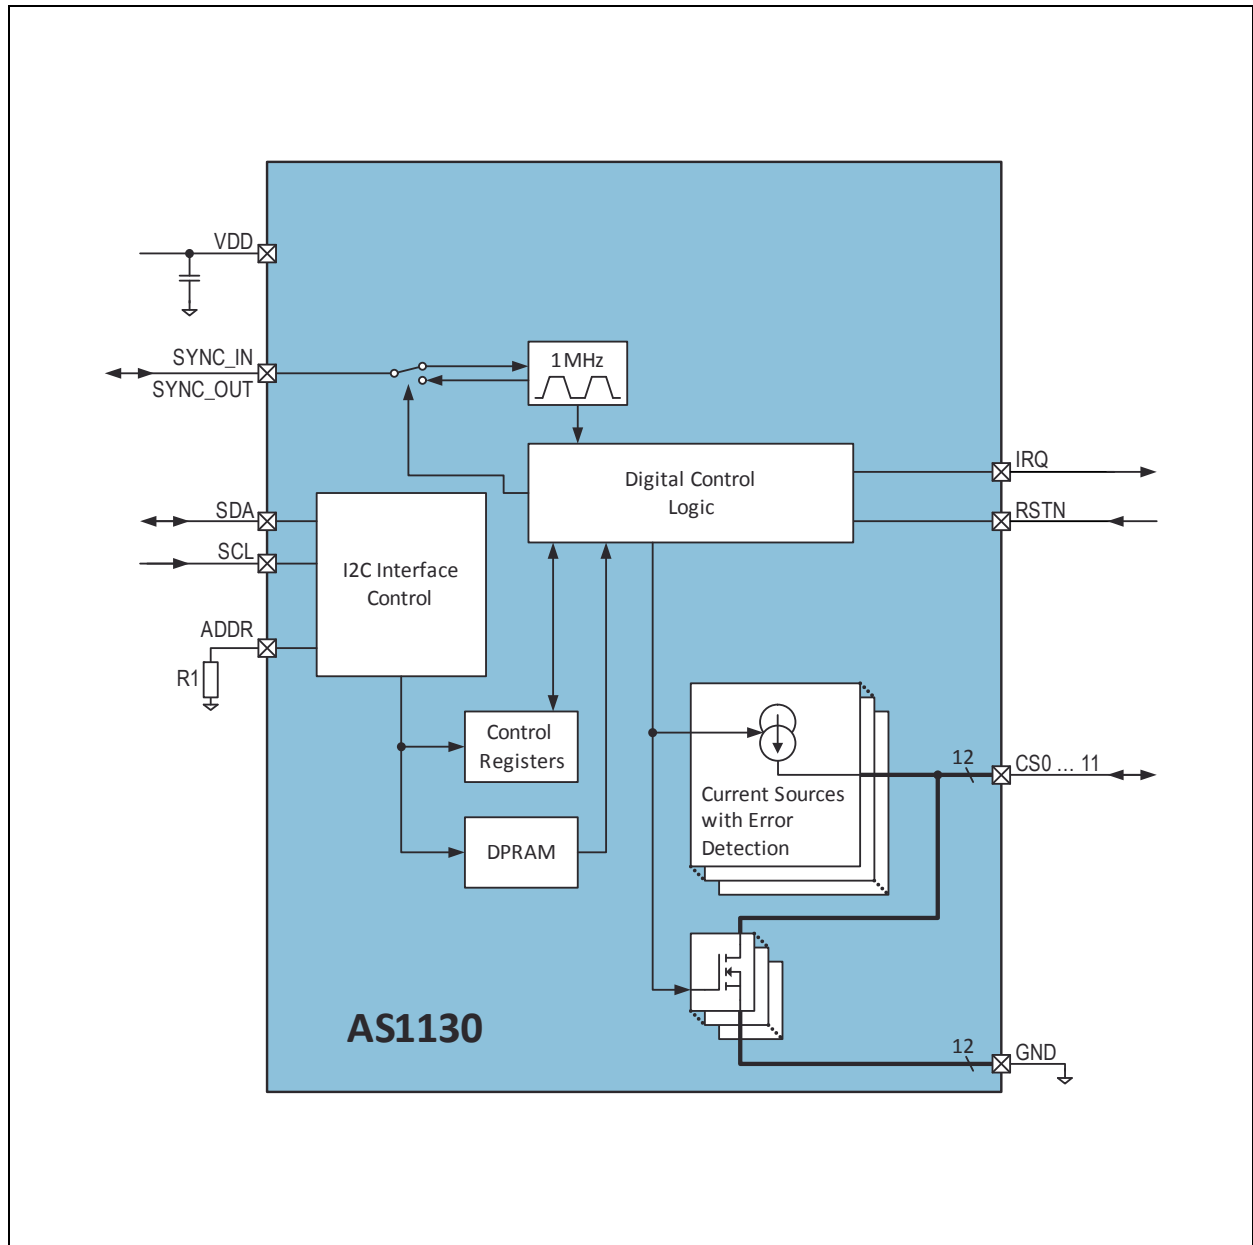 VDD
SYNC_IN
SYNC_OUT
1MHz
Digital Control
Logic
IRQ
RSTN
SDA
SCL
I2C Interface
Control
ADDR
R1
Control
Registers
DPRAM
Current Sources
with Error
Detection
12
CS0 ... 11
AS1130
12
GND